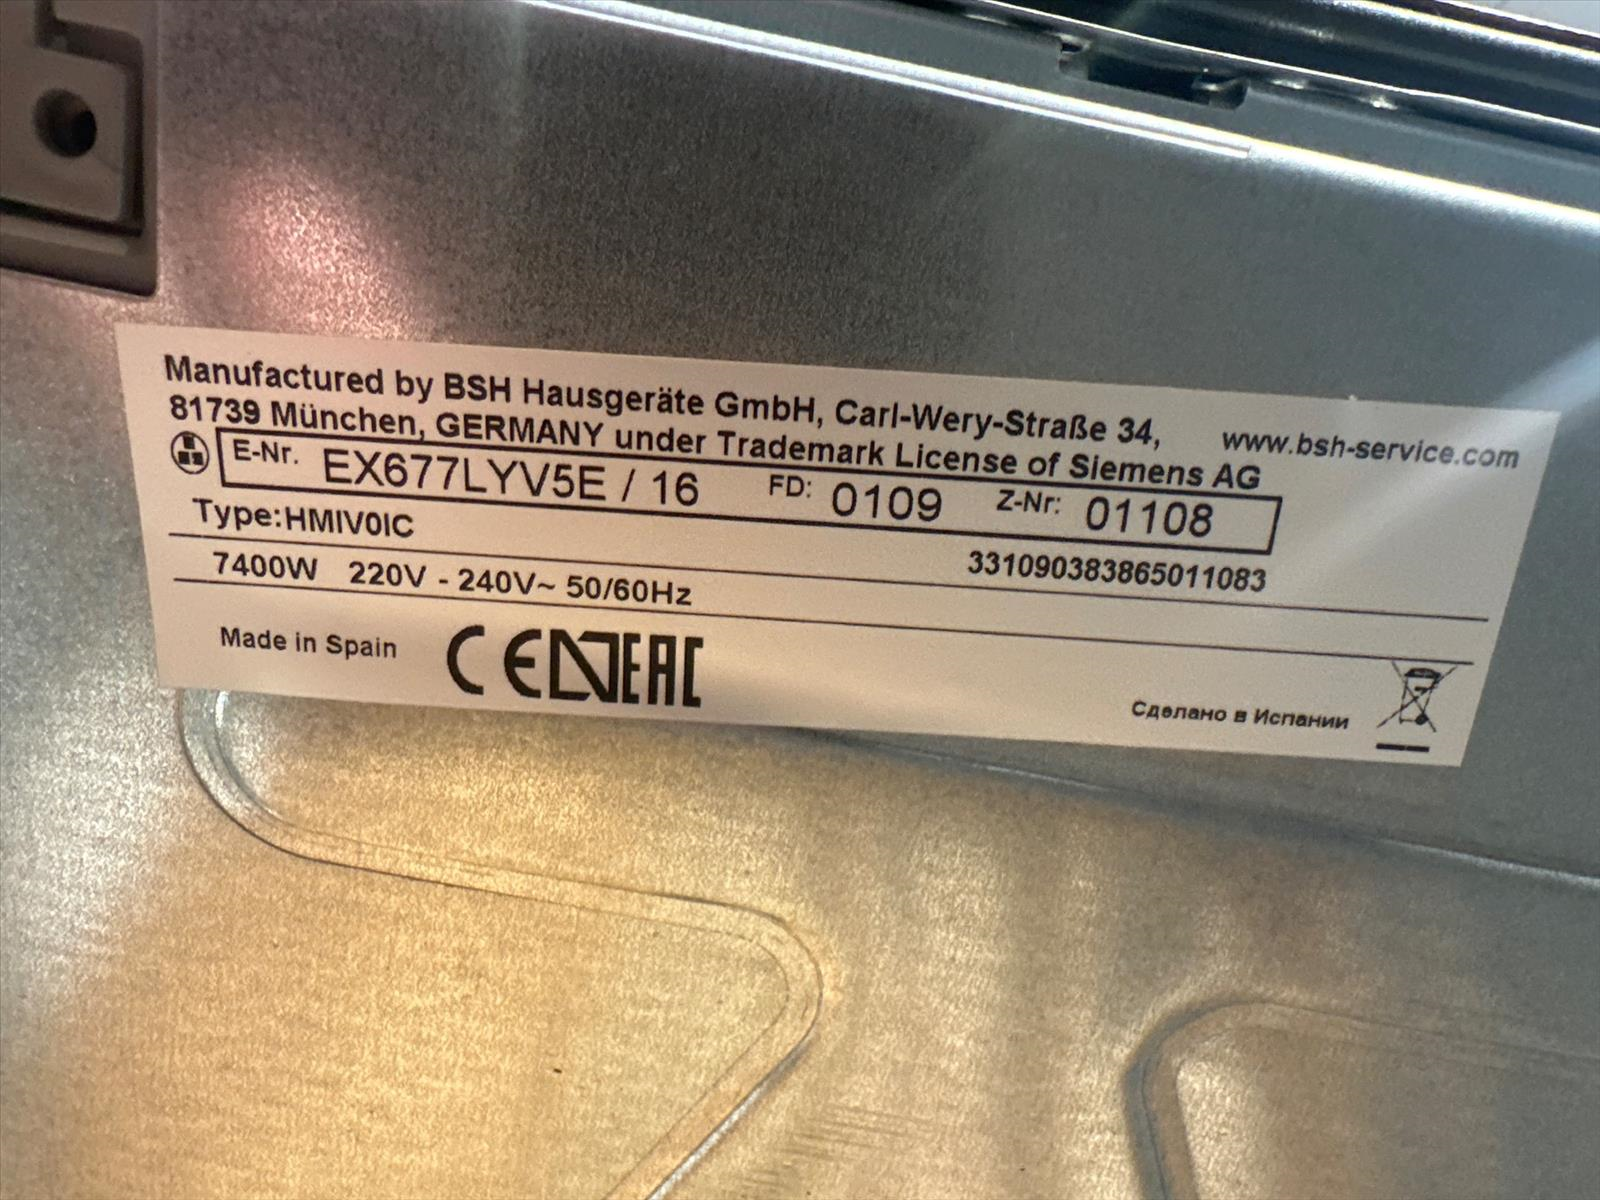 Manufactured by BSH Hausgeräte GmbH, Carl-Wery-Straße 34,
81739 München, GERMANY under Trademark License of Siemens AG
www.bsh-service.com
E-Nr. EX677LYV5E / 16 FD: 0109 Z-Nr: 01108
Type:HMIV0IC
331090383865011083
7400W 220V - 240V~ 50/60Hz
Made in Spain
CE EAC
Сделано в Испании